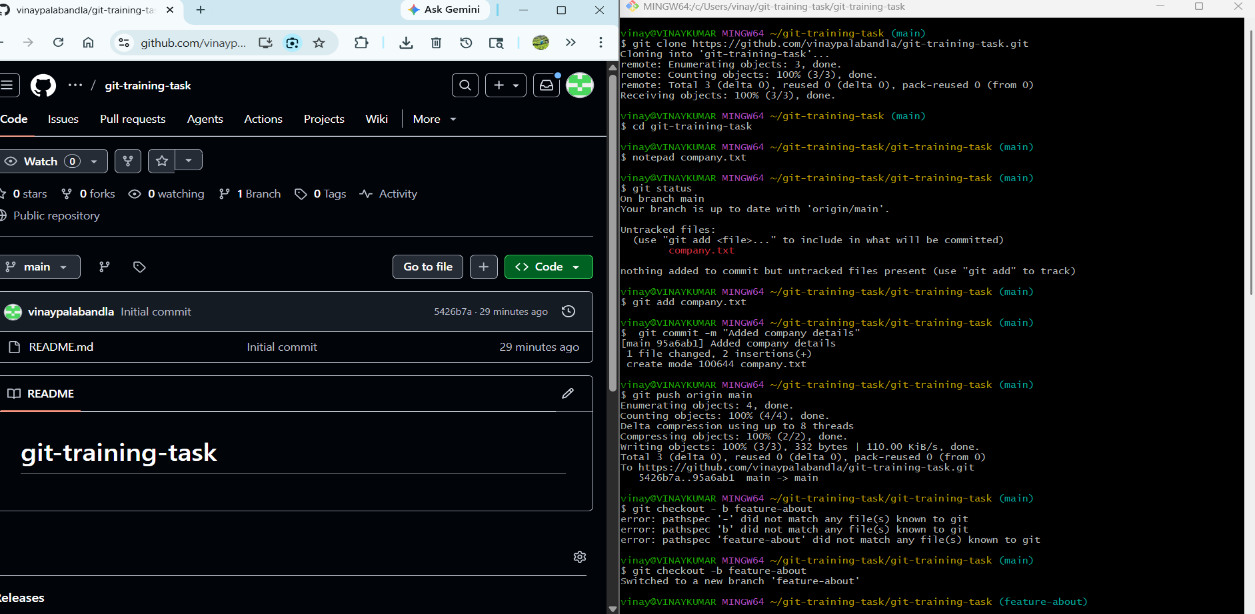 vinaypalabandla/git-training-tas
Ask Gemini
github.com/vinayp...
git-training-task
Code Issues Pull requests Agents Actions Projects Wiki More
Watch 0
0 stars 0 forks 0 watching 1 Branch 0 Tags Activity
Public repository
main Go to file Code
vinaypalabandla Initial commit 5426b7a · 29 minutes ago
README.md Initial commit 29 minutes ago
README
git-training-task
eleases
MINGW64:/c/Users/vinay/git-training-task/git-training-task
vinay@VINAYKUMAR MINGW64 ~/git-training-task (main)
$ git clone https://github.com/vinaypalabandla/git-training-task.git
Cloning into 'git-training-task'...
remote: Enumerating objects: 3, done.
remote: Counting objects: 100% (3/3), done.
remote: Total 3 (delta 0), reused 0 (delta 0), pack-reused 0 (from 0)
Receiving objects: 100% (3/3), done.
vinay@VINAYKUMAR MINGW64 ~/git-training-task (main)
$ cd git-training-task
vinay@VINAYKUMAR MINGW64 ~/git-training-task/git-training-task (main)
$ notepad company.txt
vinay@VINAYKUMAR MINGW64 ~/git-training-task/git-training-task (main)
$ git status
On branch main
Your branch is up to date with 'origin/main'.
Untracked files:
(use "git add <file>..." to include in what will be committed)
company.txt
nothing added to commit but untracked files present (use "git add" to track)
vinay@VINAYKUMAR MINGW64 ~/git-training-task/git-training-task (main)
$ git add company.txt
vinay@VINAYKUMAR MINGW64 ~/git-training-task/git-training-task (main)
$  git commit -m "Added company details"
[main 95a6ab1] Added company details
1 file changed, 2 insertions(+)
create mode 100644 company.txt
vinay@VINAYKUMAR MINGW64 ~/git-training-task/git-training-task (main)
$ git push origin main
Enumerating objects: 4, done.
Counting objects: 100% (4/4), done.
Delta compression using up to 8 threads
Compressing objects: 100% (2/2), done.
Writing objects: 100% (3/3), 332 bytes | 110.00 KiB/s, done.
Total 3 (delta 0), reused 0 (delta 0), pack-reused 0 (from 0)
To https://github.com/vinaypalabandla/git-training-task.git
5426b7a..95a6ab1  main -> main
vinay@VINAYKUMAR MINGW64 ~/git-training-task/git-training-task (main)
$ git checkout - b feature-about
error: pathspec '-' did not match any file(s) known to git
error: pathspec 'b' did not match any file(s) known to git
error: pathspec 'feature-about' did not match any file(s) known to git
vinay@VINAYKUMAR MINGW64 ~/git-training-task/git-training-task (main)
$ git checkout -b feature-about
Switched to a new branch 'feature-about'
vinay@VINAYKUMAR MINGW64 ~/git-training-task/git-training-task (feature-about)